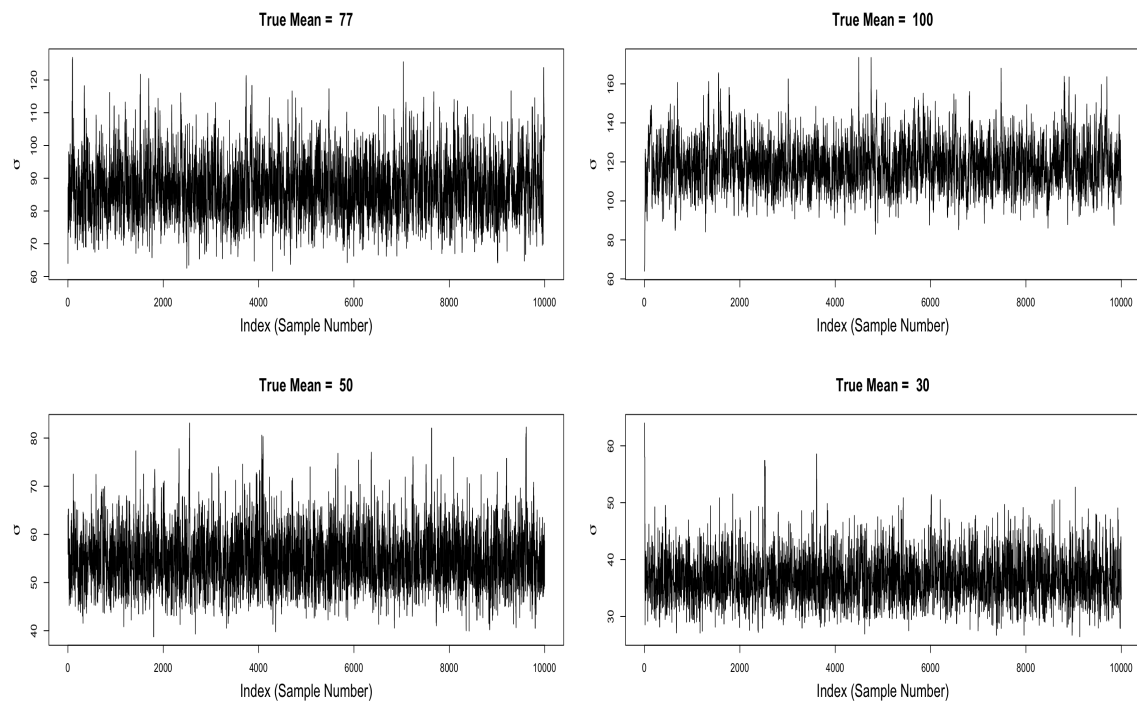 True Mean = 77
σ
60 70 80 90 100 110 120
0 2000 4000 6000 8000 10000
Index (Sample Number)
True Mean = 100
σ
60 80 100 120 140 160
0 2000 4000 6000 8000 10000
Index (Sample Number)
True Mean = 50
σ
40 50 60 70 80
0 2000 4000 6000 8000 10000
Index (Sample Number)
True Mean = 30
σ
30 40 50 60
0 2000 4000 6000 8000 10000
Index (Sample Number)